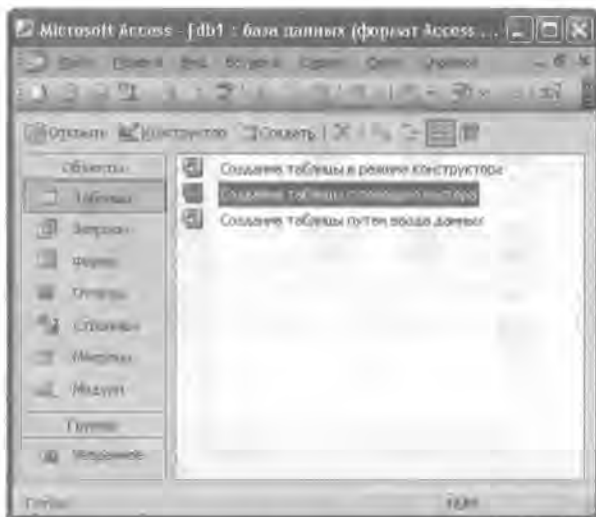 Microsoft Access - [db1 : база данных (формат Access ...
Открыть Конструктор Создать
Объекты
Таблицы
Запросы
Формы
Отчеты
Страницы
Макросы
Модули
Группы
Избранное
Создание таблицы в режиме конструктора
Создание таблицы с помощью мастера
Создание таблицы путем ввода данных
Готово
NUM